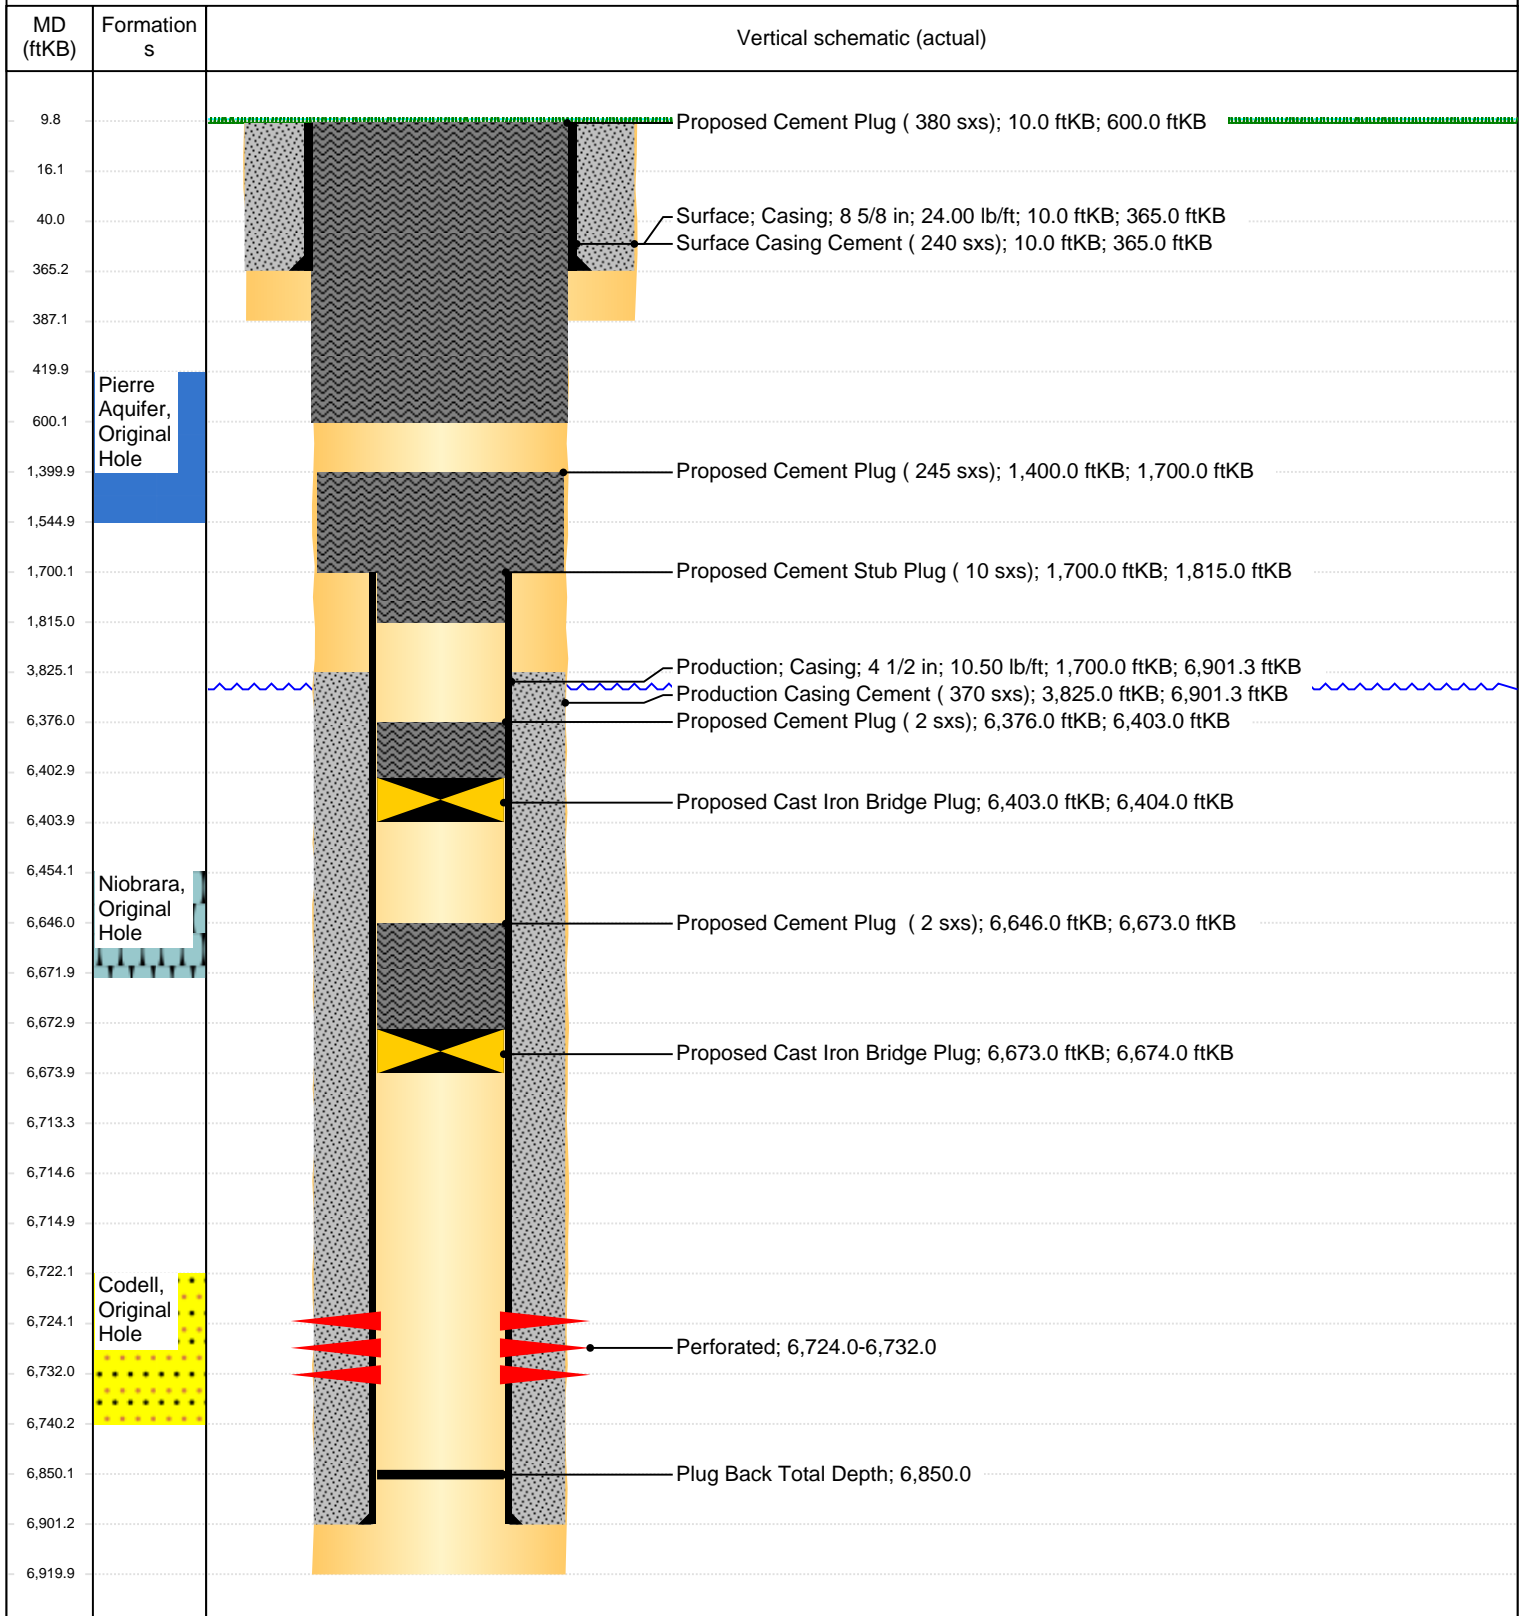 MD
(ftKB)
Formation
s
Vertical schematic (actual)
9.8
Proposed Cement Plug ( 380 sxs); 10.0 ftKB; 600.0 ftKB
16.1
40.0
Surface; Casing; 8 5/8 in; 24.00 lb/ft; 10.0 ftKB; 365.0 ftKB
Surface Casing Cement ( 240 sxs); 10.0 ftKB; 365.0 ftKB
365.2
387.1
419.9
Pierre
Aquifer,
Original
Hole
600.1
1,399.9
Proposed Cement Plug ( 245 sxs); 1,400.0 ftKB; 1,700.0 ftKB
1,544.9
1,700.1
Proposed Cement Stub Plug ( 10 sxs); 1,700.0 ftKB; 1,815.0 ftKB
1,815.0
3,825.1
Production; Casing; 4 1/2 in; 10.50 lb/ft; 1,700.0 ftKB; 6,901.3 ftKB
Production Casing Cement ( 370 sxs); 3,825.0 ftKB; 6,901.3 ftKB
6,376.0
Proposed Cement Plug ( 2 sxs); 6,376.0 ftKB; 6,403.0 ftKB
6,402.9
Proposed Cast Iron Bridge Plug; 6,403.0 ftKB; 6,404.0 ftKB
6,403.9
6,454.1
Niobrara,
Original
Hole
6,646.0
Proposed Cement Plug  ( 2 sxs); 6,646.0 ftKB; 6,673.0 ftKB
6,671.9
6,672.9
Proposed Cast Iron Bridge Plug; 6,673.0 ftKB; 6,674.0 ftKB
6,673.9
6,713.3
6,714.6
6,714.9
6,722.1
Codell,
Original
Hole
6,724.1
Perforated; 6,724.0-6,732.0
6,732.0
6,740.2
6,850.1
Plug Back Total Depth; 6,850.0
6,901.2
6,919.9